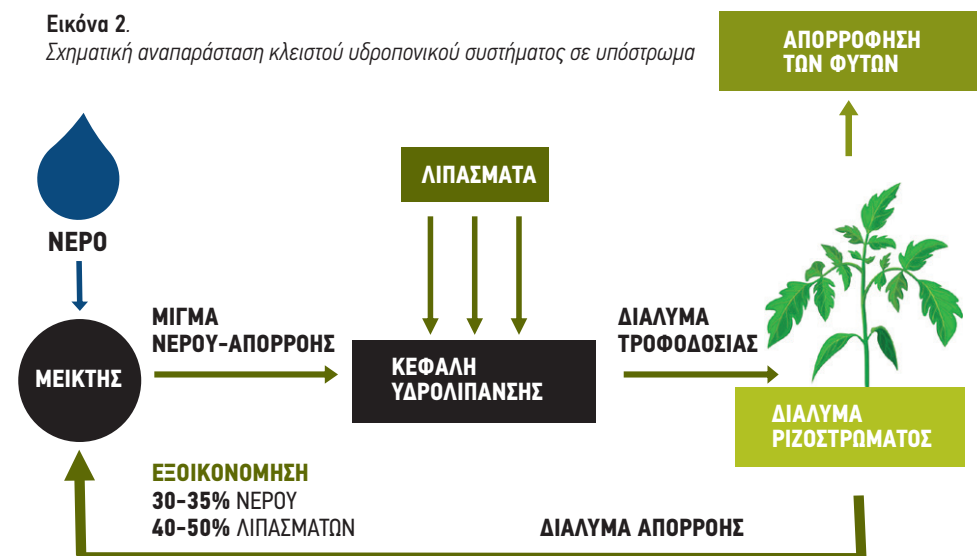 Εικόνα 2.
Σχηματική αναπαράσταση κλειστού υδροπονικού συστήματος σε υπόστρωμα
ΑΠΟΡΡΟΦΗΣΗ
ΤΩΝ ΦΥΤΩΝ
ΛΙΠΑΣΜΑΤΑ
ΝΕΡΟ
ΜΙΓΜΑ
ΝΕΡΟΥ-ΑΠΟΡΡΟΗΣ
ΔΙΑΛΥΜΑ
ΤΡΟΦΟΔΟΣΙΑΣ
ΜΕΙΚΤΗΣ
ΚΕΦΑΛΗ
ΥΔΡΟΛΙΠΑΝΣΗΣ
ΔΙΑΛΥΜΑ
ΡΙΖΟΣΤΡΩΜΑΤΟΣ
ΕΞΟΙΚΟΝΟΜΗΣΗ
30-35% ΝΕΡΟΥ
40-50% ΛΙΠΑΣΜΑΤΩΝ
ΔΙΑΛΥΜΑ ΑΠΟΡΡΟΗΣ